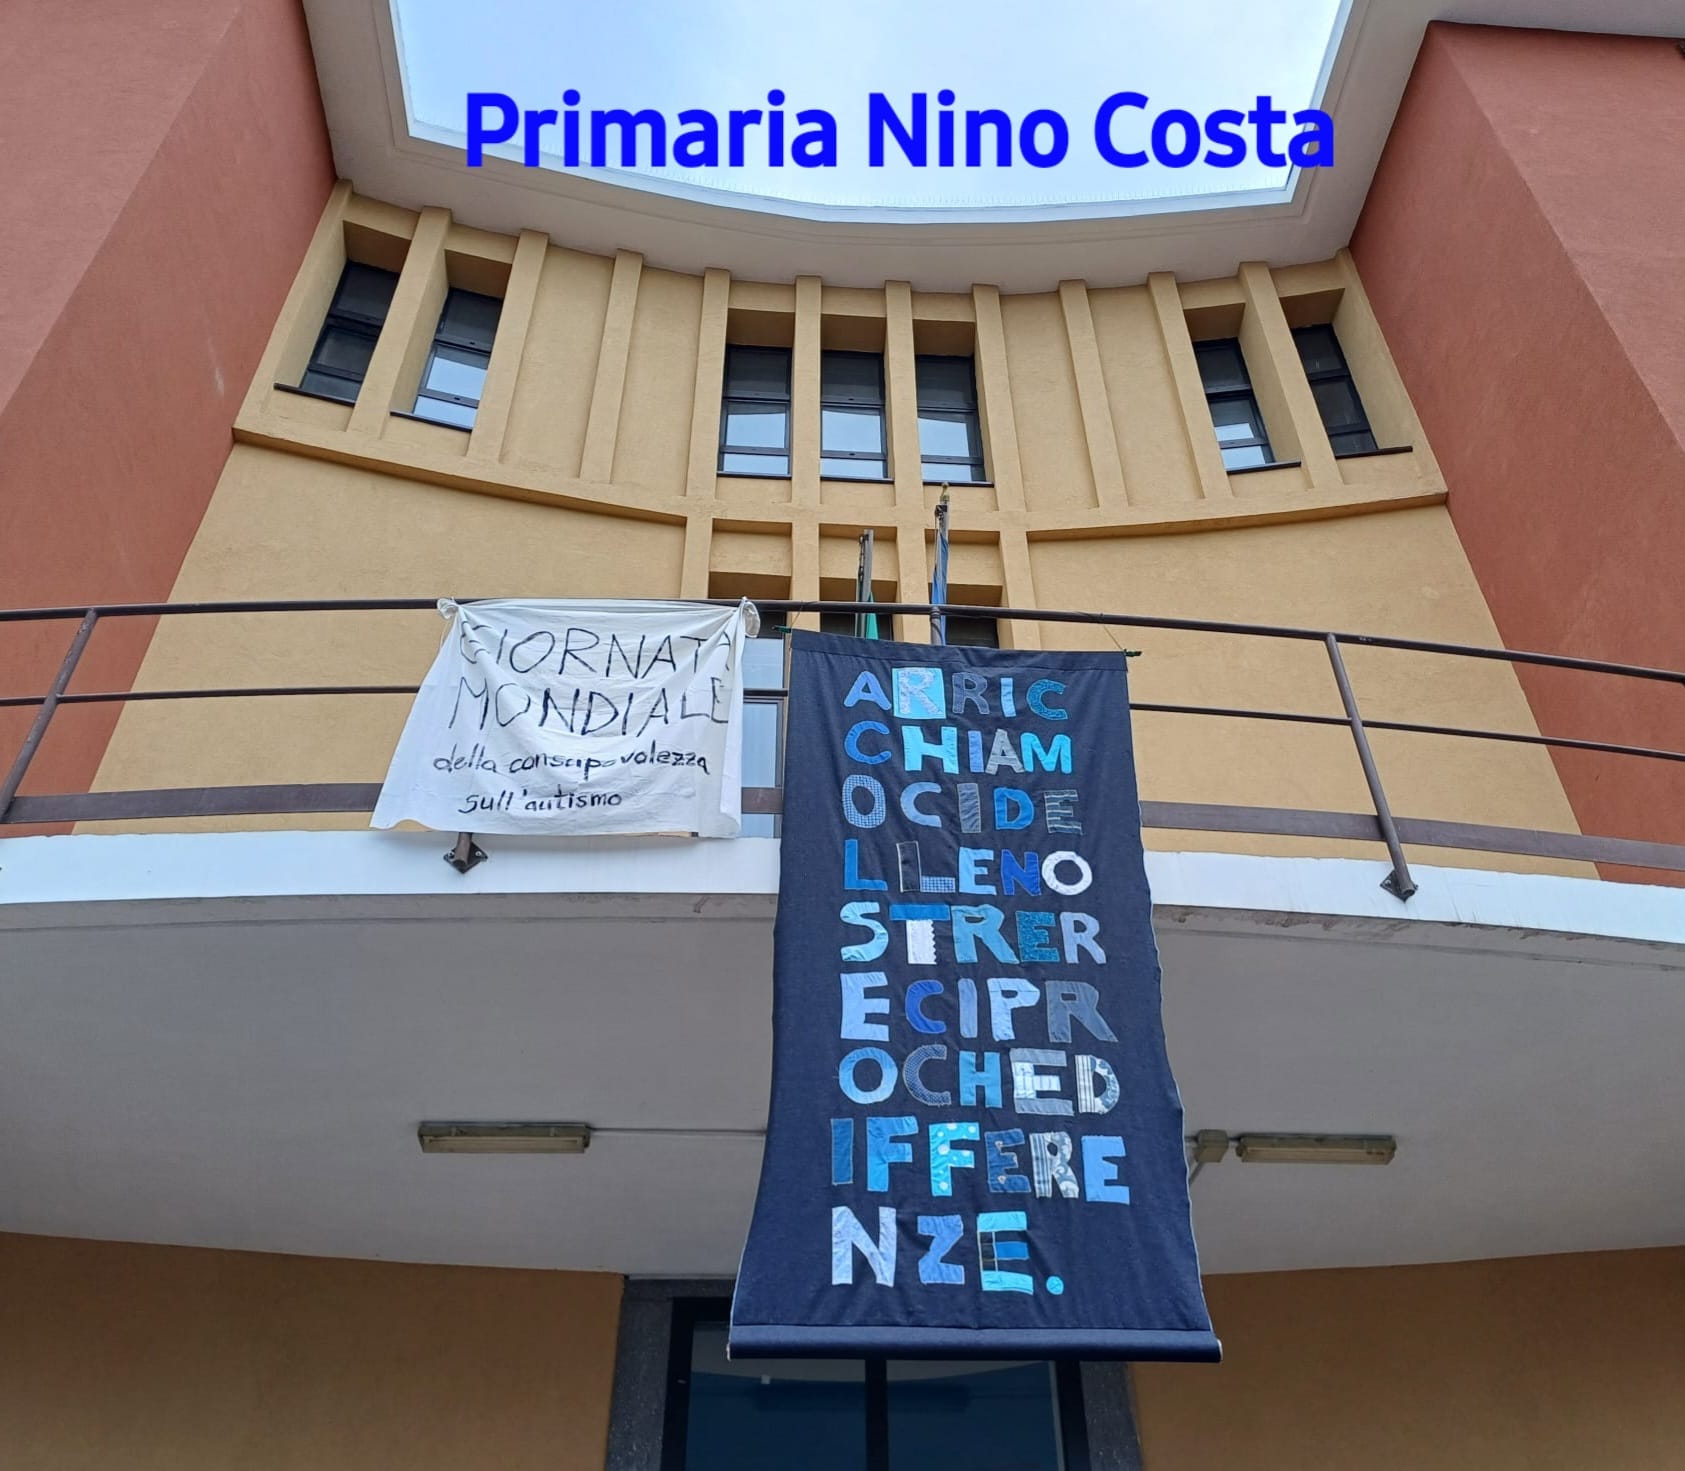 Primaria Nino Costa
GIORNATA
MONDIALE
della consapevolezza
sull'autismo
ARRIC
CHIAM
OCIDE
LLENO
STRER
ECIPR
OCHED
IFFERE
NZE.